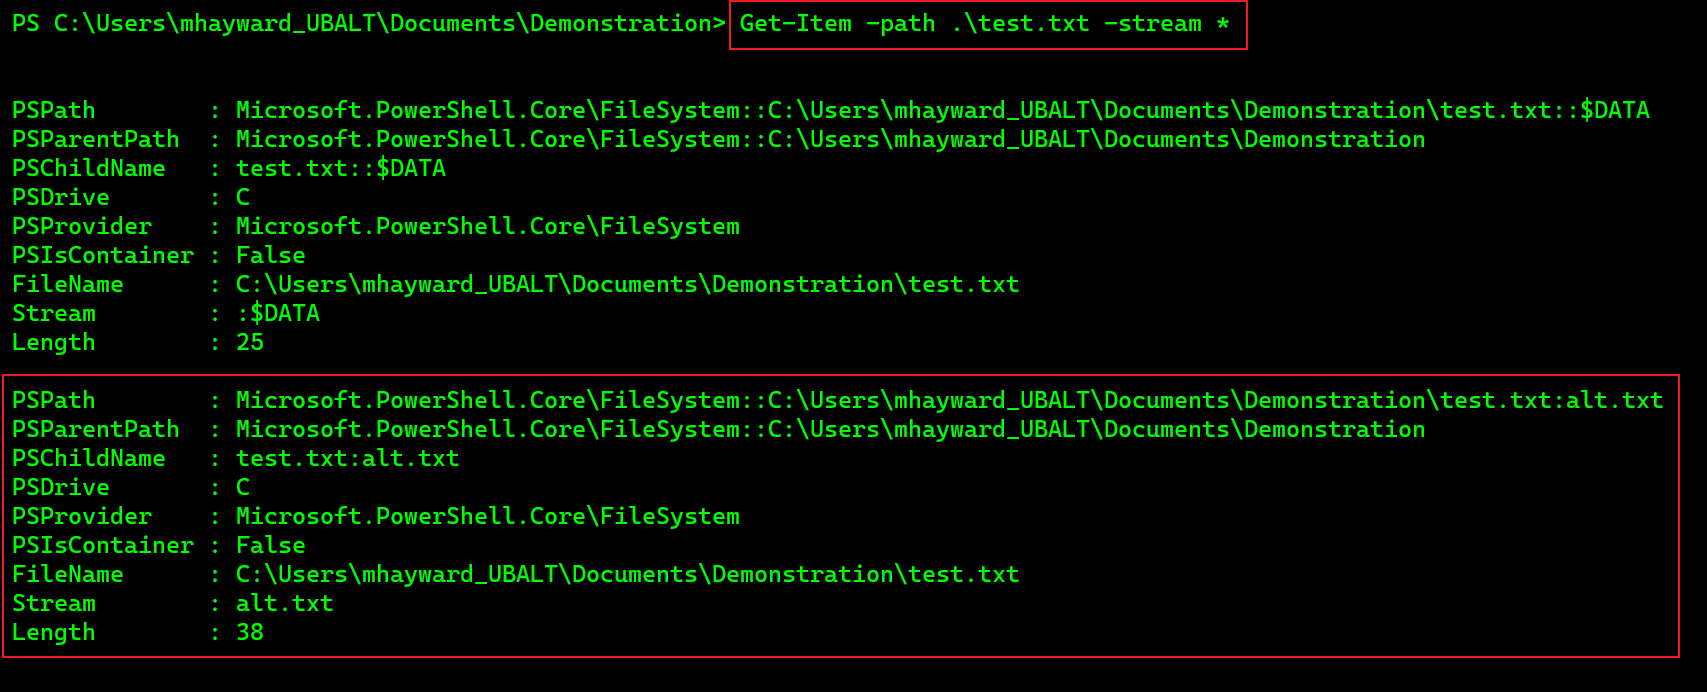 PS C:\Users\mhayward_UBALT\Documents\Demonstration> Get-Item -path .\test.txt -stream *
PSPath        : Microsoft.PowerShell.Core\FileSystem::C:\Users\mhayward_UBALT\Documents\Demonstration\test.txt::$DATA
PSParentPath  : Microsoft.PowerShell.Core\FileSystem::C:\Users\mhayward_UBALT\Documents\Demonstration
PSChildName   : test.txt::$DATA
PSDrive       : C
PSProvider    : Microsoft.PowerShell.Core\FileSystem
PSIsContainer : False
FileName      : C:\Users\mhayward_UBALT\Documents\Demonstration\test.txt
Stream        : :$DATA
Length        : 25
PSPath        : Microsoft.PowerShell.Core\FileSystem::C:\Users\mhayward_UBALT\Documents\Demonstration\test.txt:alt.txt
PSParentPath  : Microsoft.PowerShell.Core\FileSystem::C:\Users\mhayward_UBALT\Documents\Demonstration
PSChildName   : test.txt:alt.txt
PSDrive       : C
PSProvider    : Microsoft.PowerShell.Core\FileSystem
PSIsContainer : False
FileName      : C:\Users\mhayward_UBALT\Documents\Demonstration\test.txt
Stream        : alt.txt
Length        : 38